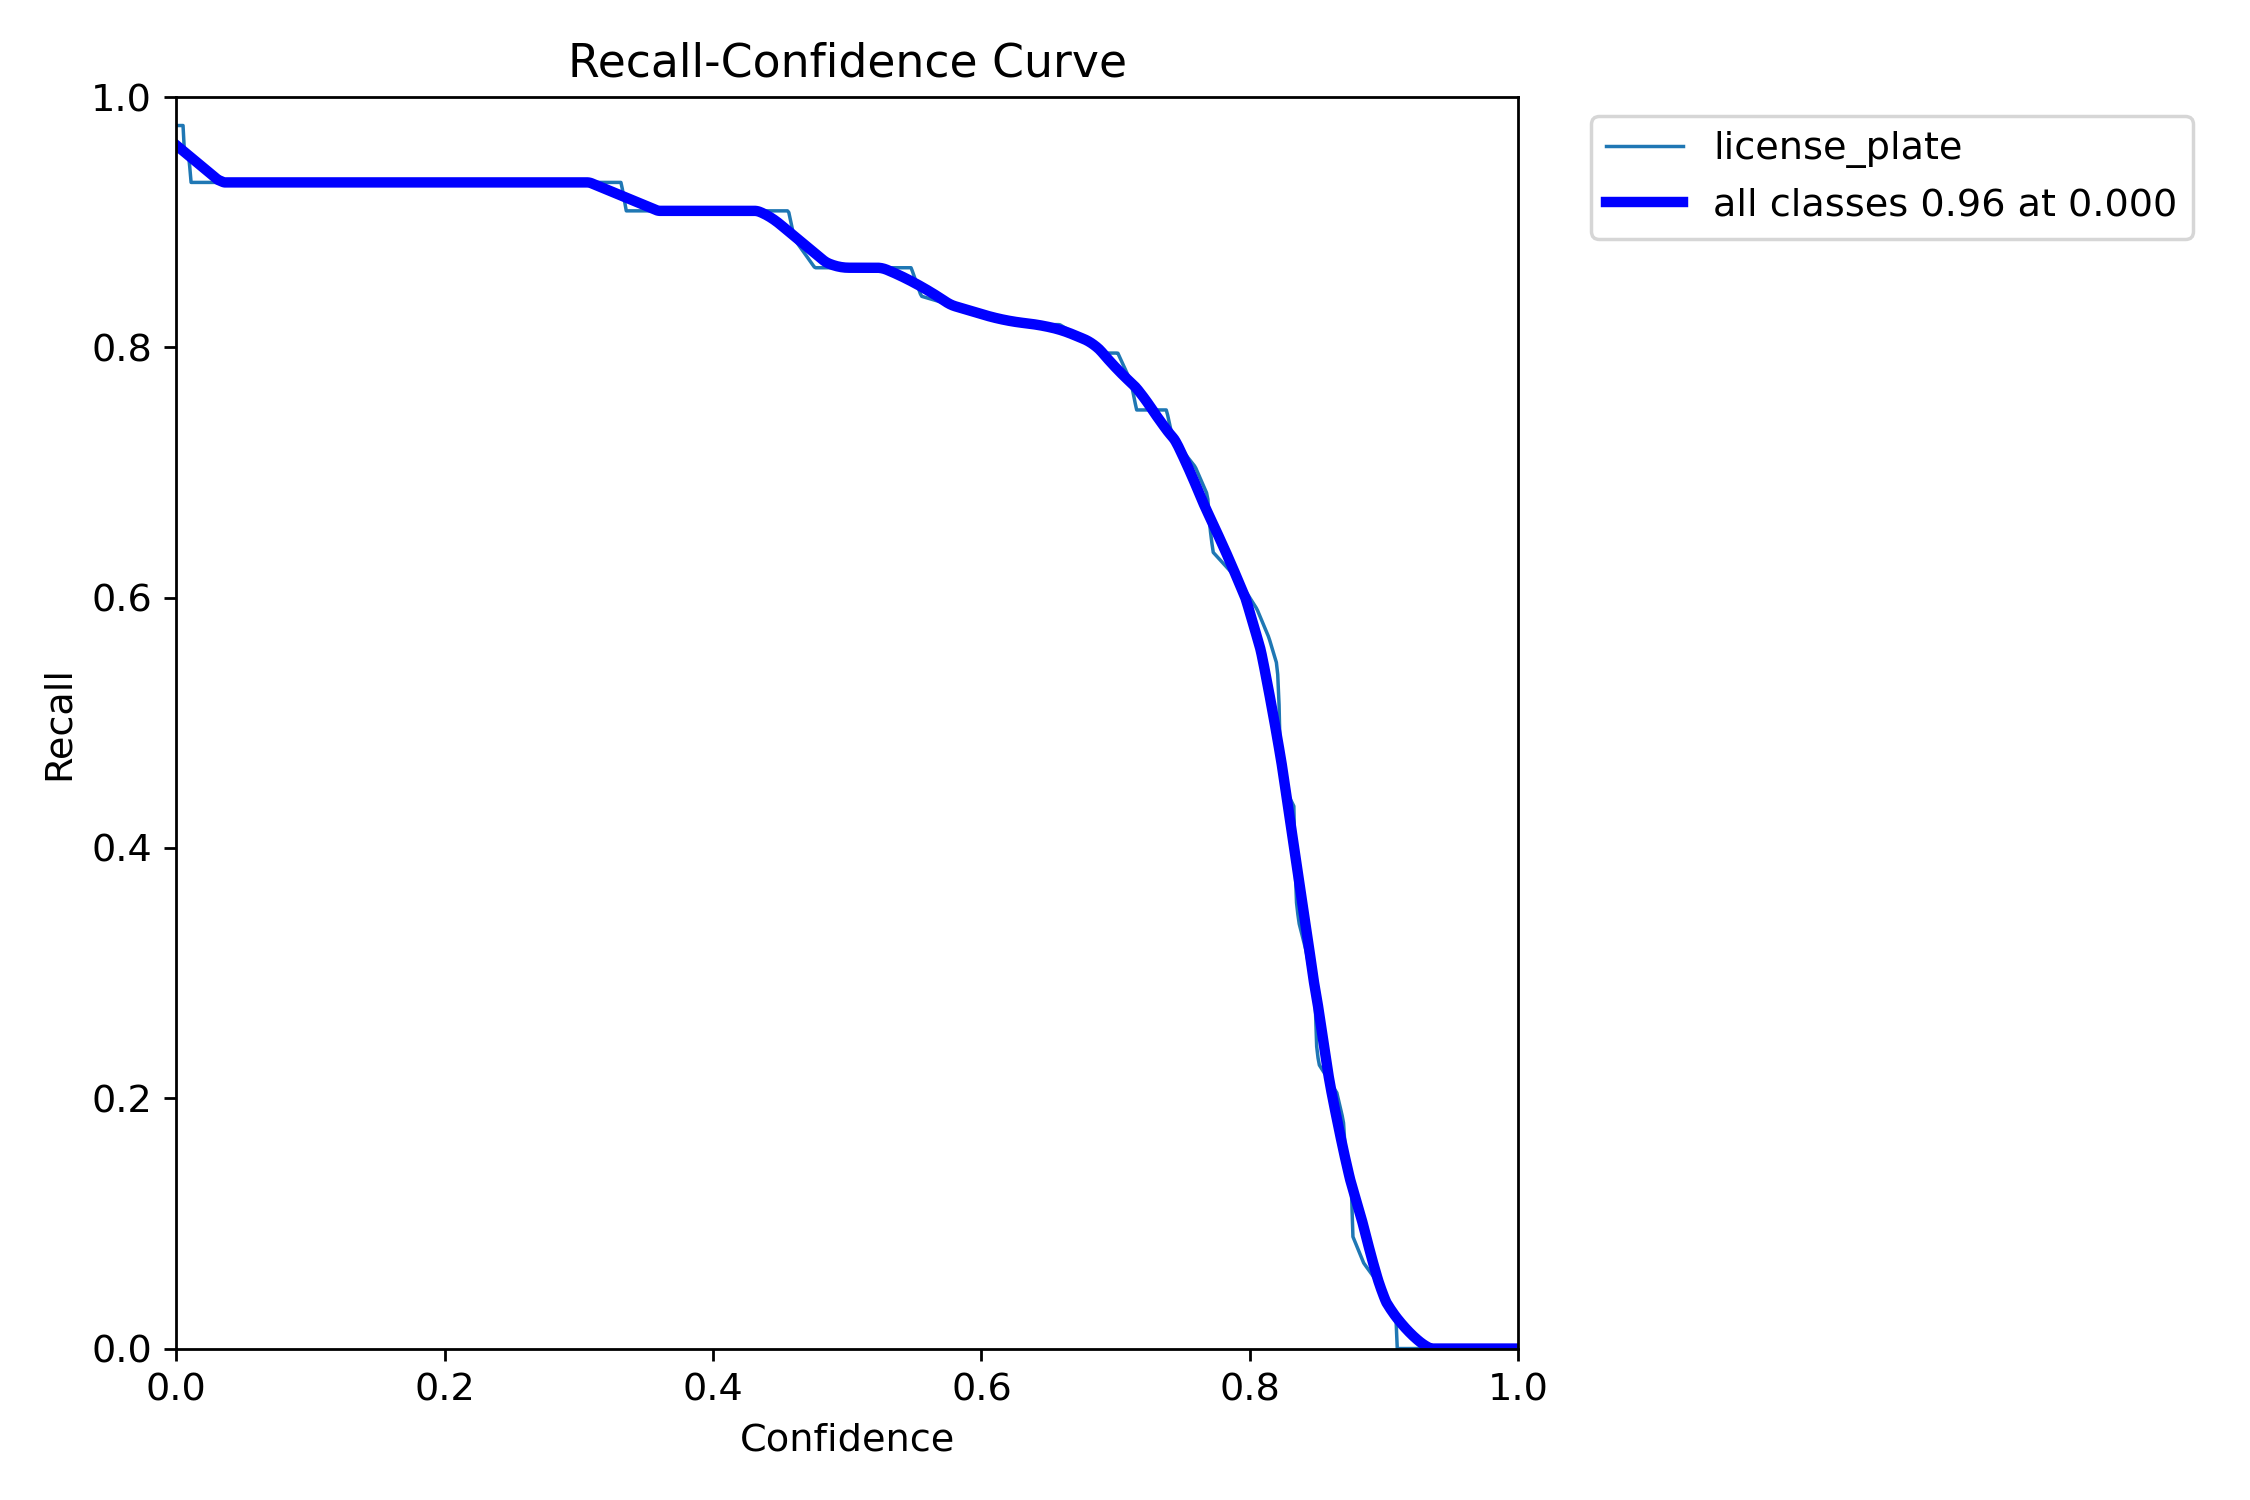 Recall-Confidence Curve
1.0
0.8
0.6
0.4
0.2
0.0
Recall
0.0 0.2 0.4 0.6 0.8 1.0
Confidence
license_plate
all classes 0.96 at 0.000